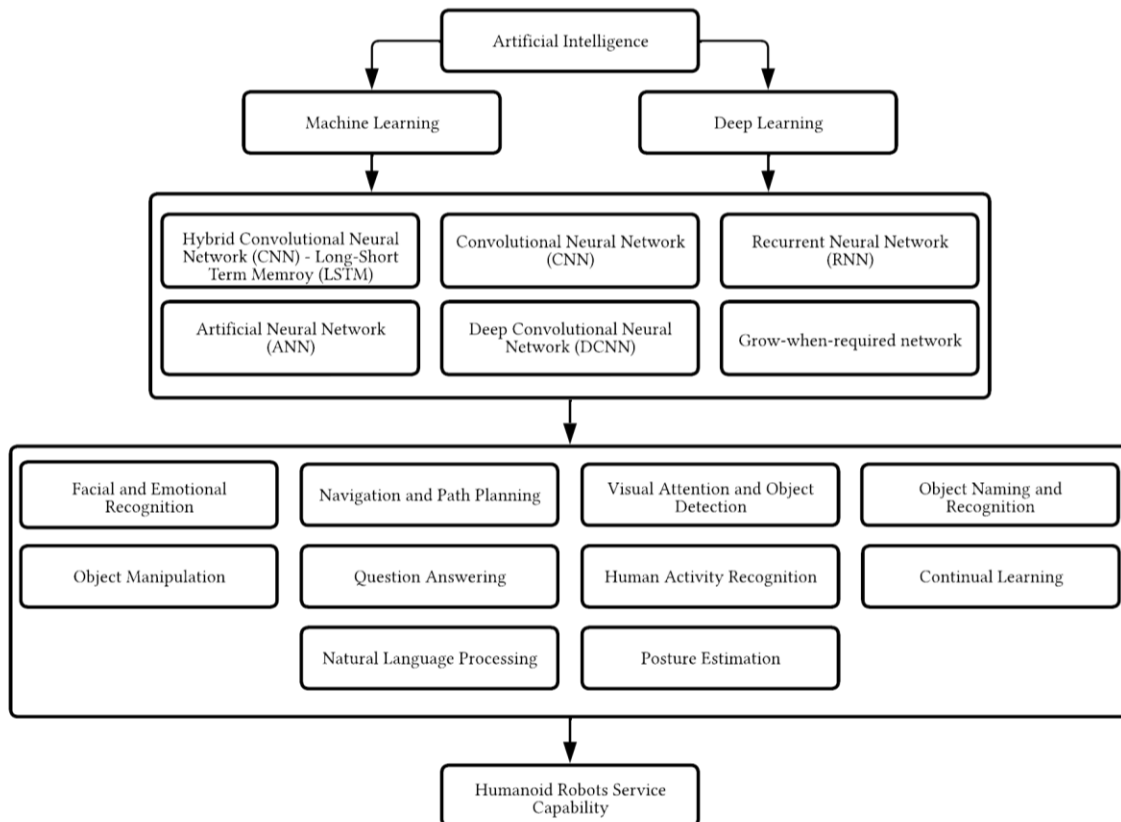 Artificial Intelligence
Machine Learning
Deep Learning
Hybrid Convolutional Neural
Network (CNN) - Long-Short
Term Memroy (LSTM)
Convolutional Neural Network
(CNN)
Recurrent Neural Network
(RNN)
Artificial Neural Network
(ANN)
Deep Convolutional Neural
Network (DCNN)
Grow-when-required network
Facial and Emotional
Recognition
Navigation and Path Planning
Visual Attention and Object
Detection
Object Naming and
Recognition
Object Manipulation
Question Answering
Human Activity Recognition
Continual Learning
Natural Language Processing
Posture Estimation
Humanoid Robots Service
Capability